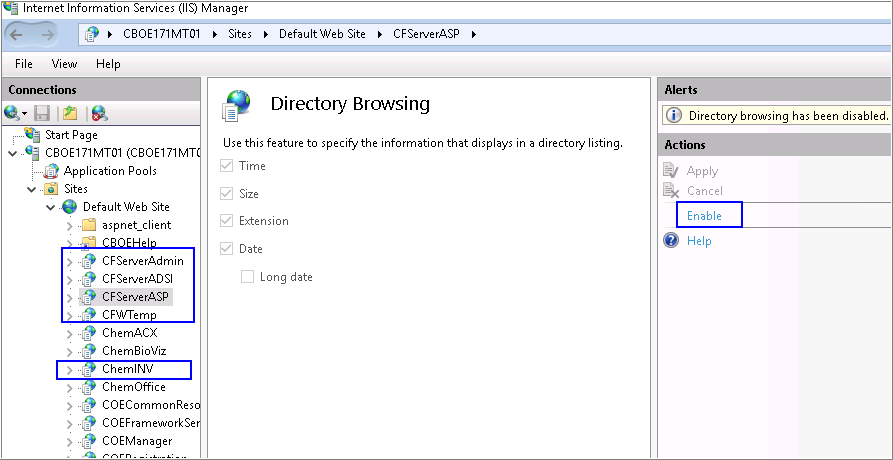 Internet Information Services (IIS) Manager
CBOE171MT01 Sites Default Web Site CFServerASP
File View Help
Connections
Start Page
CBOE171MT01 (CBOE171MT(
Application Pools
Sites
Default Web Site
aspnet_client
CBOEHelp
CFServerAdmin
CFServerADSI
CFServerASP
CFWTemp
ChemACX
ChemBioViz
ChemINV
ChemOffice
COECommonReso
COEFrameworkSer
COEManager
COERegistration
Directory Browsing
Use this feature to specify the information that displays in a directory listing.
Time
Size
Extension
Date
Long date
Alerts
Directory browsing has been disabled.
Actions
Apply
Cancel
Enable
Help